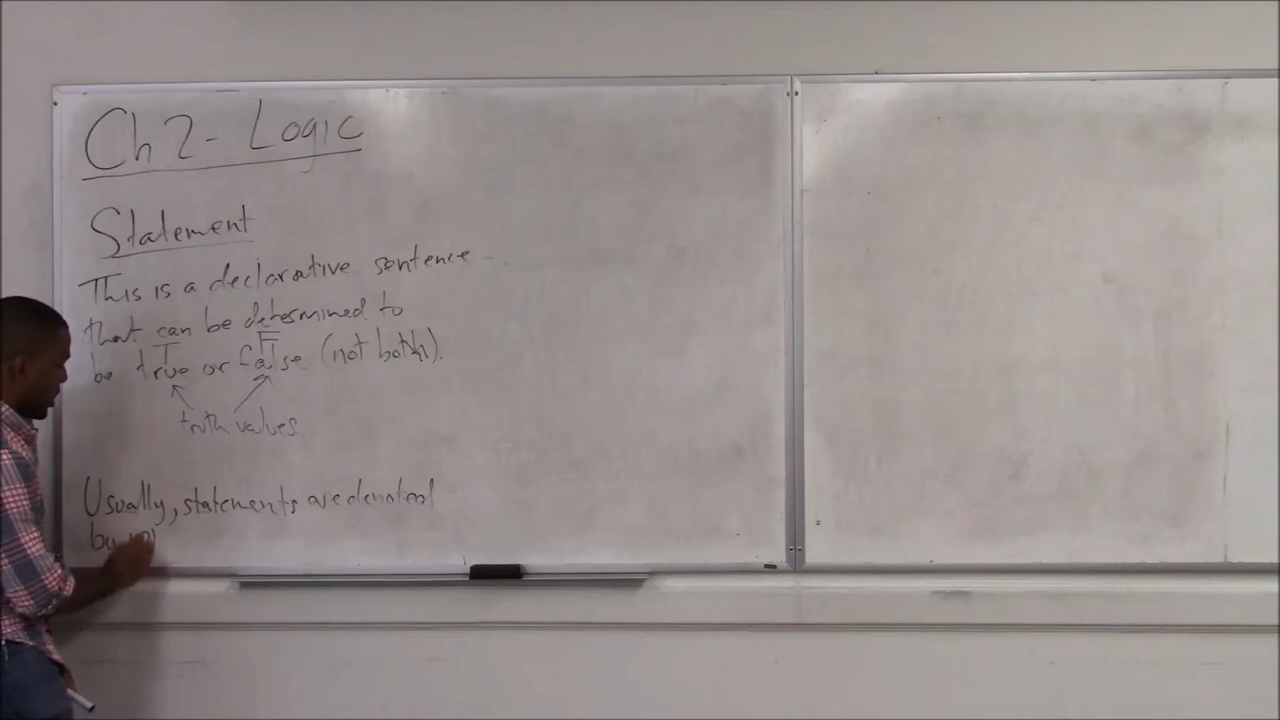 Ch 2 - Logic
Statement
This is a declarative sentence
that can be determined to
T F
be true or false (not both).
truth values
Usually, statements are denoted
by